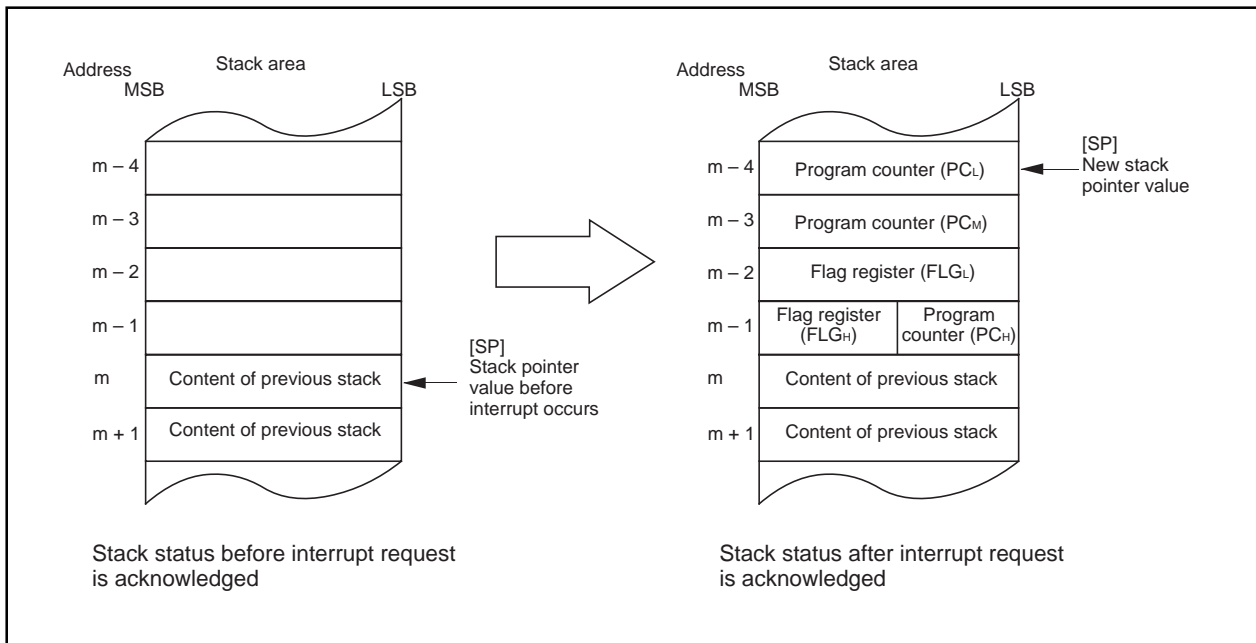 Address
Stack area
MSB
LSB
m – 4
m – 3
m – 2
m – 1
m
Content of previous stack
m + 1
Content of previous stack
[SP]
Stack pointer
value before
interrupt occurs
Stack status before interrupt request
is acknowledged
Address
Stack area
MSB
LSB
m – 4
Program counter (PCL)
[SP]
New stack
pointer value
m – 3
Program counter (PCM)
m – 2
Flag register (FLGL)
m – 1
Flag register
(FLGH)
Program
counter (PCH)
m
Content of previous stack
m + 1
Content of previous stack
Stack status after interrupt request
is acknowledged